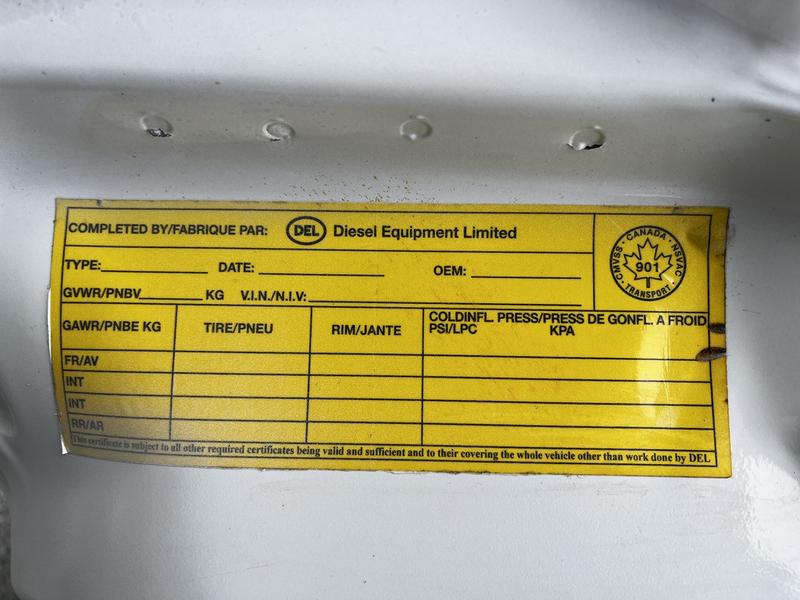 COMPLETED BY/FABRIQUE PAR: DEL Diesel Equipment Limited
CANADA · NSVAC · TRANSPORT · CMVSS ·
901
TYPE: DATE: OEM:
GVWR/PNBV KG V.I.N./N.I.V:
GAWR/PNBE KG TIRE/PNEU RIM/JANTE COLDINFL. PRESS/PRESS DE GONFL. A FROID
PSI/LPC KPA
FR/AV
INT
INT
RR/AR
This certificate is subject to all other required certificates being valid and sufficient and to their covering the whole vehicle other than work done by DEL